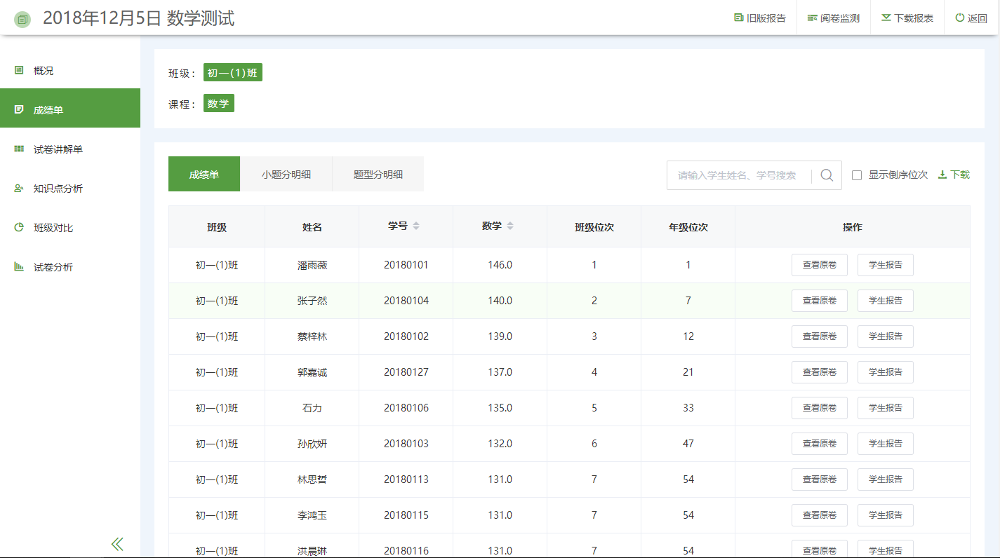 2018年12月5日 数学测试
旧版报告 阅卷监测 下载报表 返回
概况
成绩单
试卷讲解单
知识点分析
班级对比
试卷分析
班级： 初一(1)班
课程： 数学
成绩单 小题分明细 题型分明细 请输入学生姓名、学号搜索 显示倒序位次 下载
班级 姓名 学号 数学 班级位次 年级位次 操作
初一(1)班 潘雨薇 20180101 146.0 1 1 查看原卷 学生报告
初一(1)班 张子然 20180104 140.0 2 7 查看原卷 学生报告
初一(1)班 蔡梓林 20180102 139.0 3 12 查看原卷 学生报告
初一(1)班 郭嘉诚 20180127 137.0 4 21 查看原卷 学生报告
初一(1)班 石力 20180106 135.0 5 33 查看原卷 学生报告
初一(1)班 孙欣妍 20180103 132.0 6 47 查看原卷 学生报告
初一(1)班 林思哲 20180113 131.0 7 54 查看原卷 学生报告
初一(1)班 李鸿玉 20180115 131.0 7 54 查看原卷 学生报告
初一(1)班 洪晨琳 20180116 131.0 7 54 查看原卷 学生报告